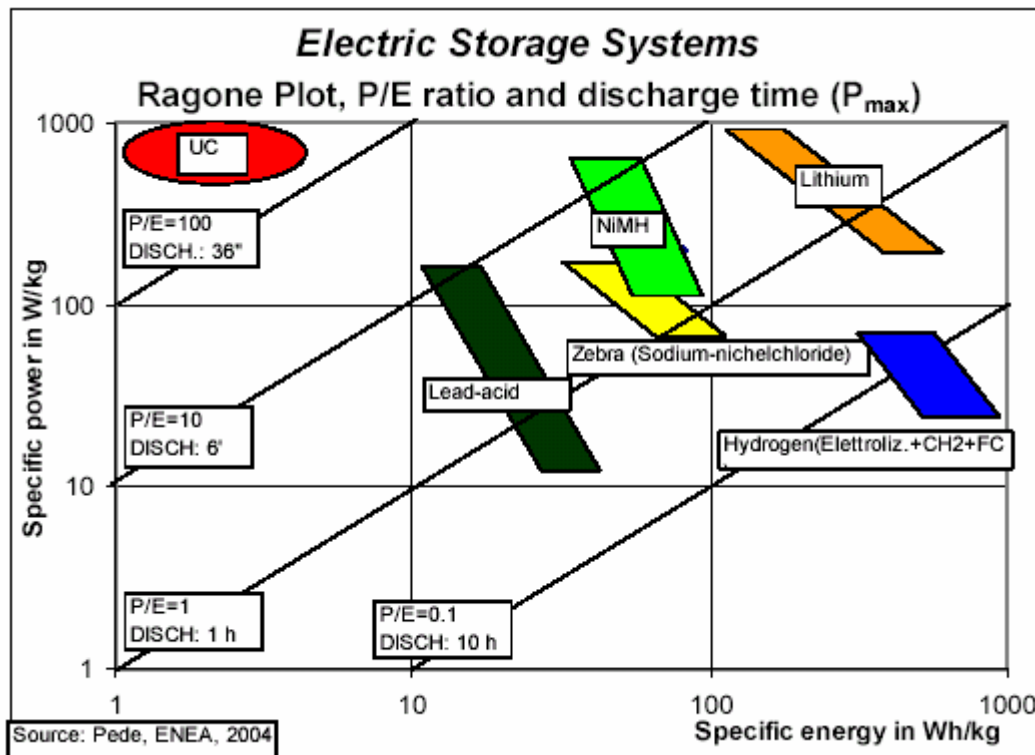 Electric Storage Systems
Ragone Plot, P/E ratio and discharge time (Pmax)
1000
UC
Lithium
P/E=100
DISCH.: 36"
NiMH
Specific power in W/kg
100
Zebra (Sodium-nichelchloride)
Lead-acid
P/E=10
DISCH: 6'
Hydrogen(Elettroliz.+CH2+FC
10
P/E=1
DISCH: 1 h
P/E=0.1
DISCH: 10 h
1
1
10
100
1000
Specific energy in Wh/kg
Source: Pede, ENEA, 2004